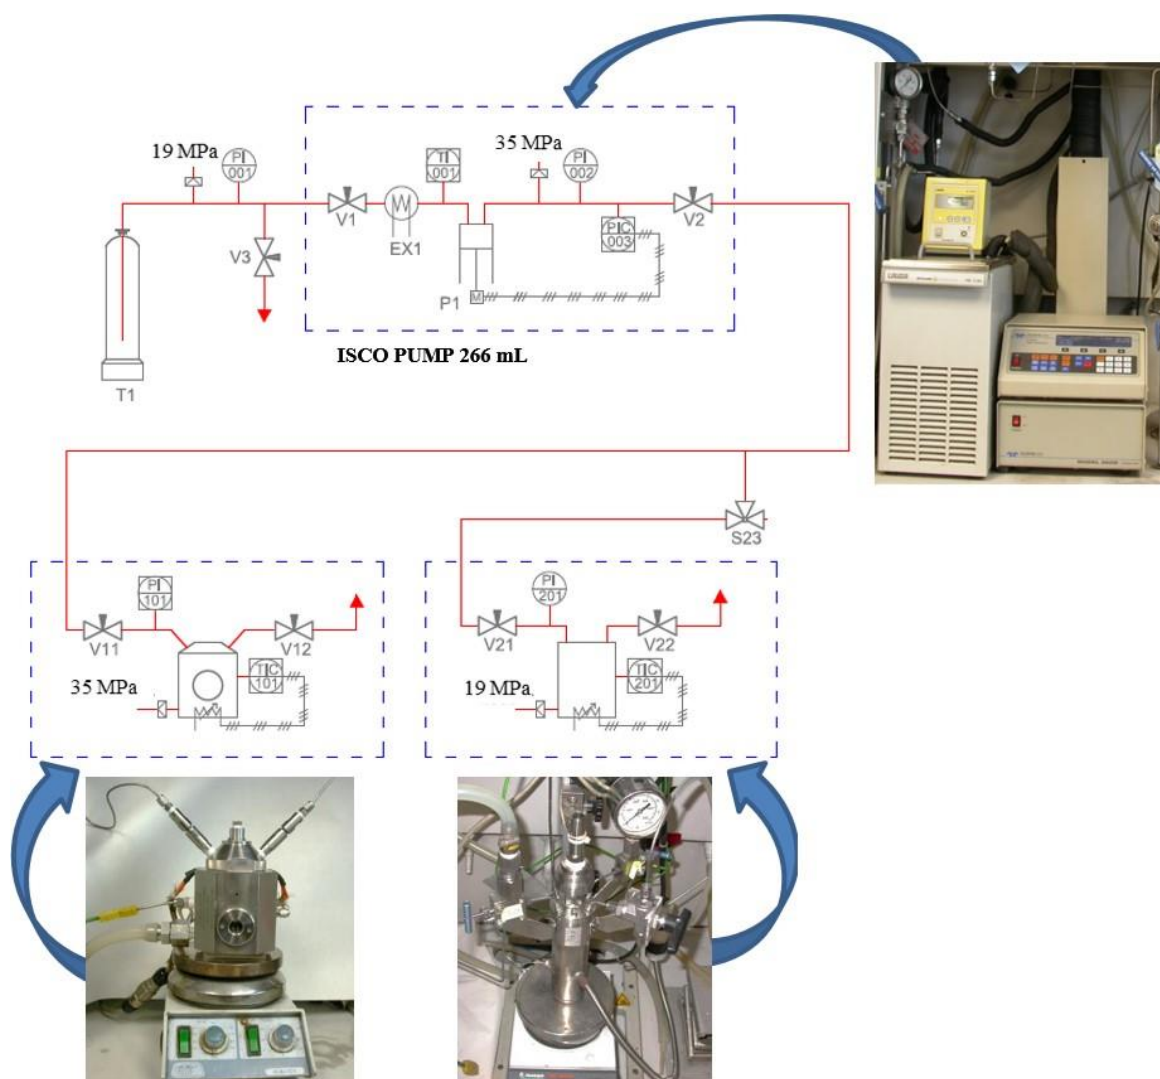 35 MPa
19 MPa
PI
001
TI
001
PI
002
V1
EX1
V2
PIC
003
V3
P1
M
ISCO PUMP 266 mL
T1
S23
PI
101
PI
201
V11
V12
V21
V22
TIC
101
TIC
201
35 MPa
19 MPa